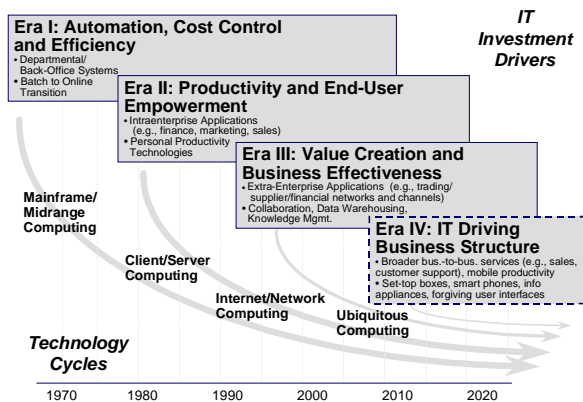 Era I: Automation, Cost Control
and Efficiency
• Departmental/
Back-Office Systems
• Batch to Online
Transition
IT
Investment
Drivers
Era II: Productivity and End-User
Empowerment
• Intraenterprise Applications
(e.g., finance, marketing, sales)
• Personal Productivity
Technologies
Era III: Value Creation and
Business Effectiveness
• Extra-Enterprise Applications (e.g., trading/
supplier/financial networks and channels)
• Collaboration, Data Warehousing,
Knowledge Mgmt.
Era IV: IT Driving
Business Structure
• Broader bus.-to-bus. services (e.g., sales,
customer support), mobile productivity
• Set-top boxes, smart phones, info
appliances, forgiving user interfaces
Mainframe/
Midrange
Computing
Client/Server
Computing
Internet/Network
Computing
Ubiquitous
Computing
Technology
Cycles
1970 1980 1990 2000 2010 2020